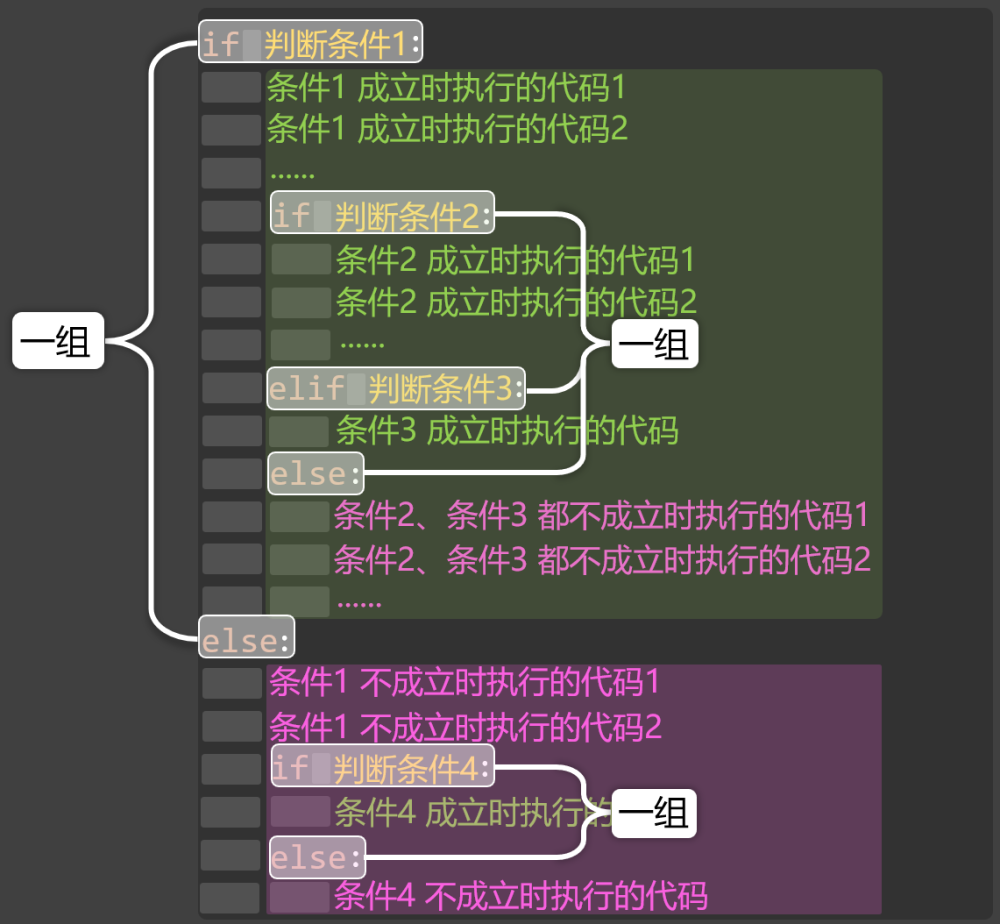 if 判断条件1:
条件1 成立时执行的代码1
条件1 成立时执行的代码2
......
if 判断条件2:
条件2 成立时执行的代码1
条件2 成立时执行的代码2
......
一组
一组
elif 判断条件3:
条件3 成立时执行的代码
else:
条件2、条件3 都不成立时执行的代码1
条件2、条件3 都不成立时执行的代码2
......
else:
条件1 不成立时执行的代码1
条件1 不成立时执行的代码2
if 判断条件4:
条件4 成立时执行的
一组
else:
条件4 不成立时执行的代码